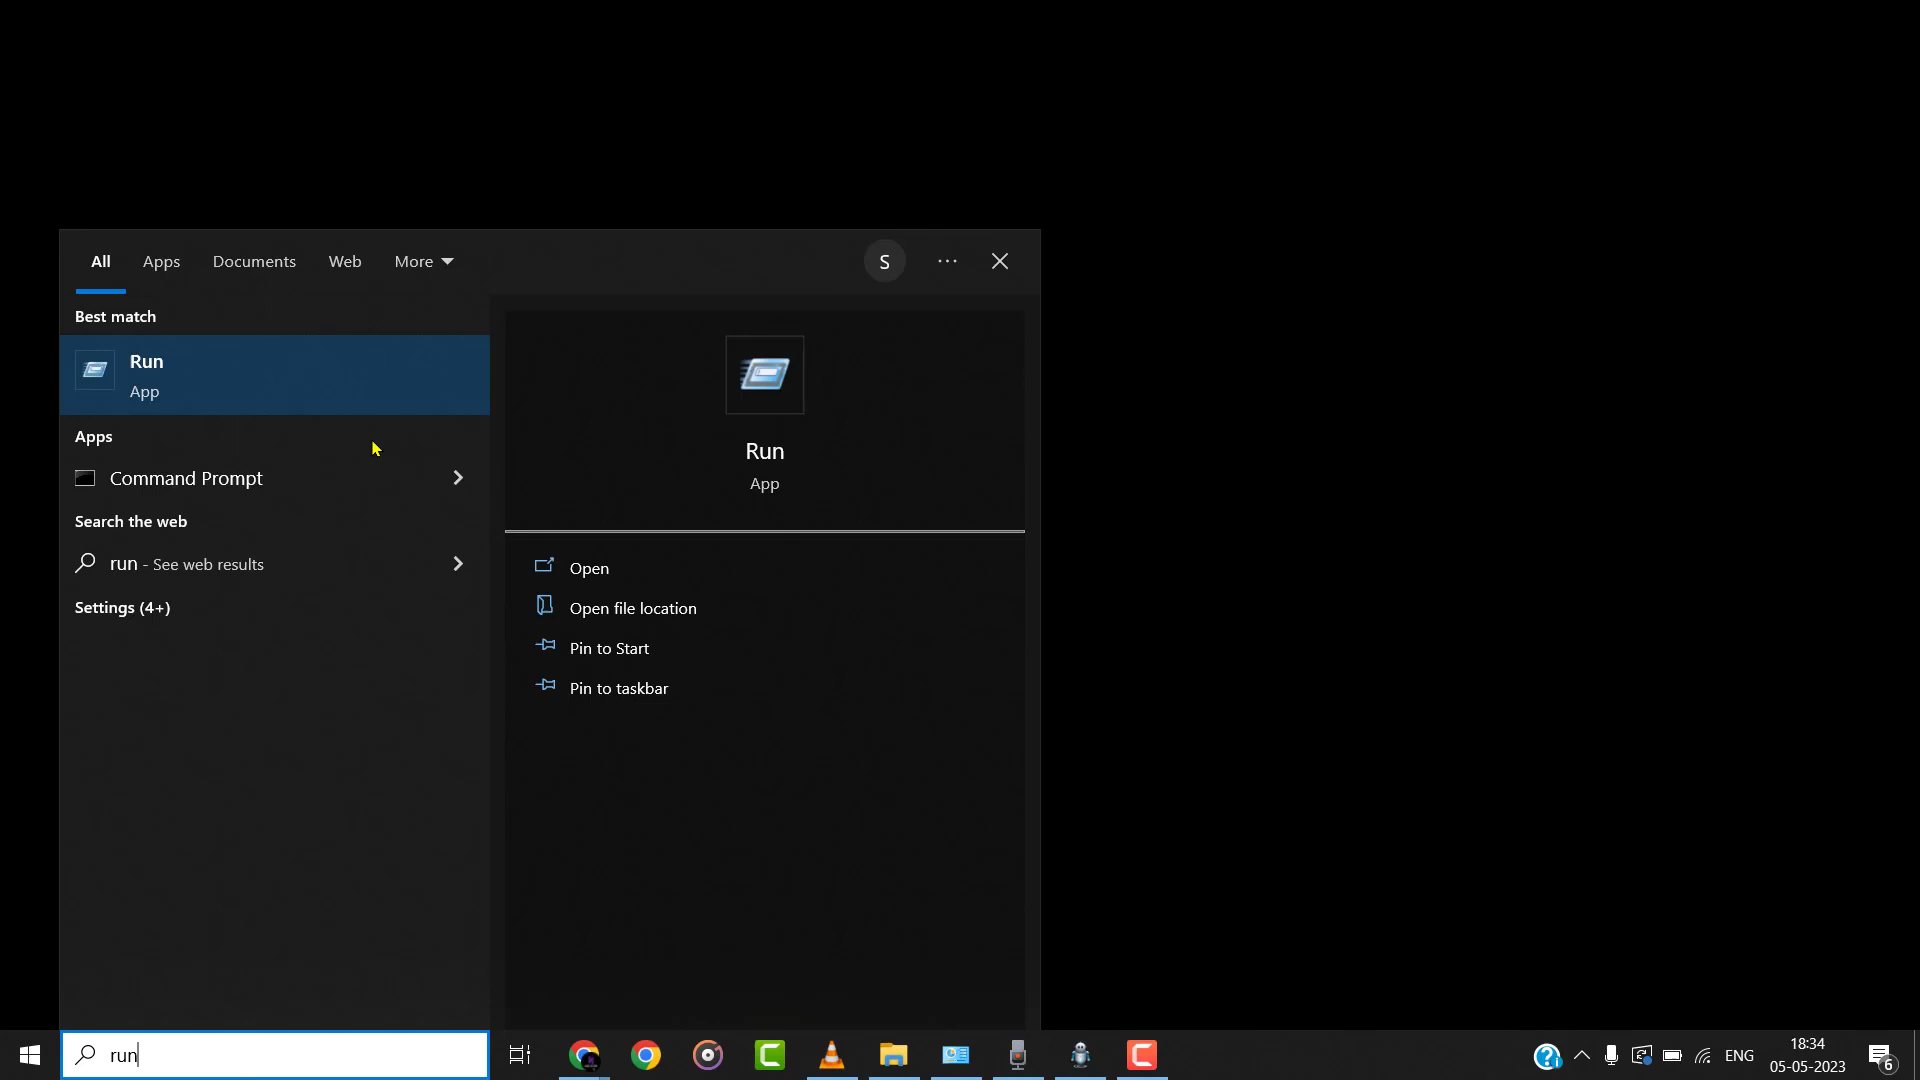 All Apps Documents Web More S
Best match
Run
App
Apps
Command Prompt
Search the web
run - See web results
Settings (4+)
Run
App
Open
Open file location
Pin to Start
Pin to taskbar
run
ENG
18:34
05-05-2023
6